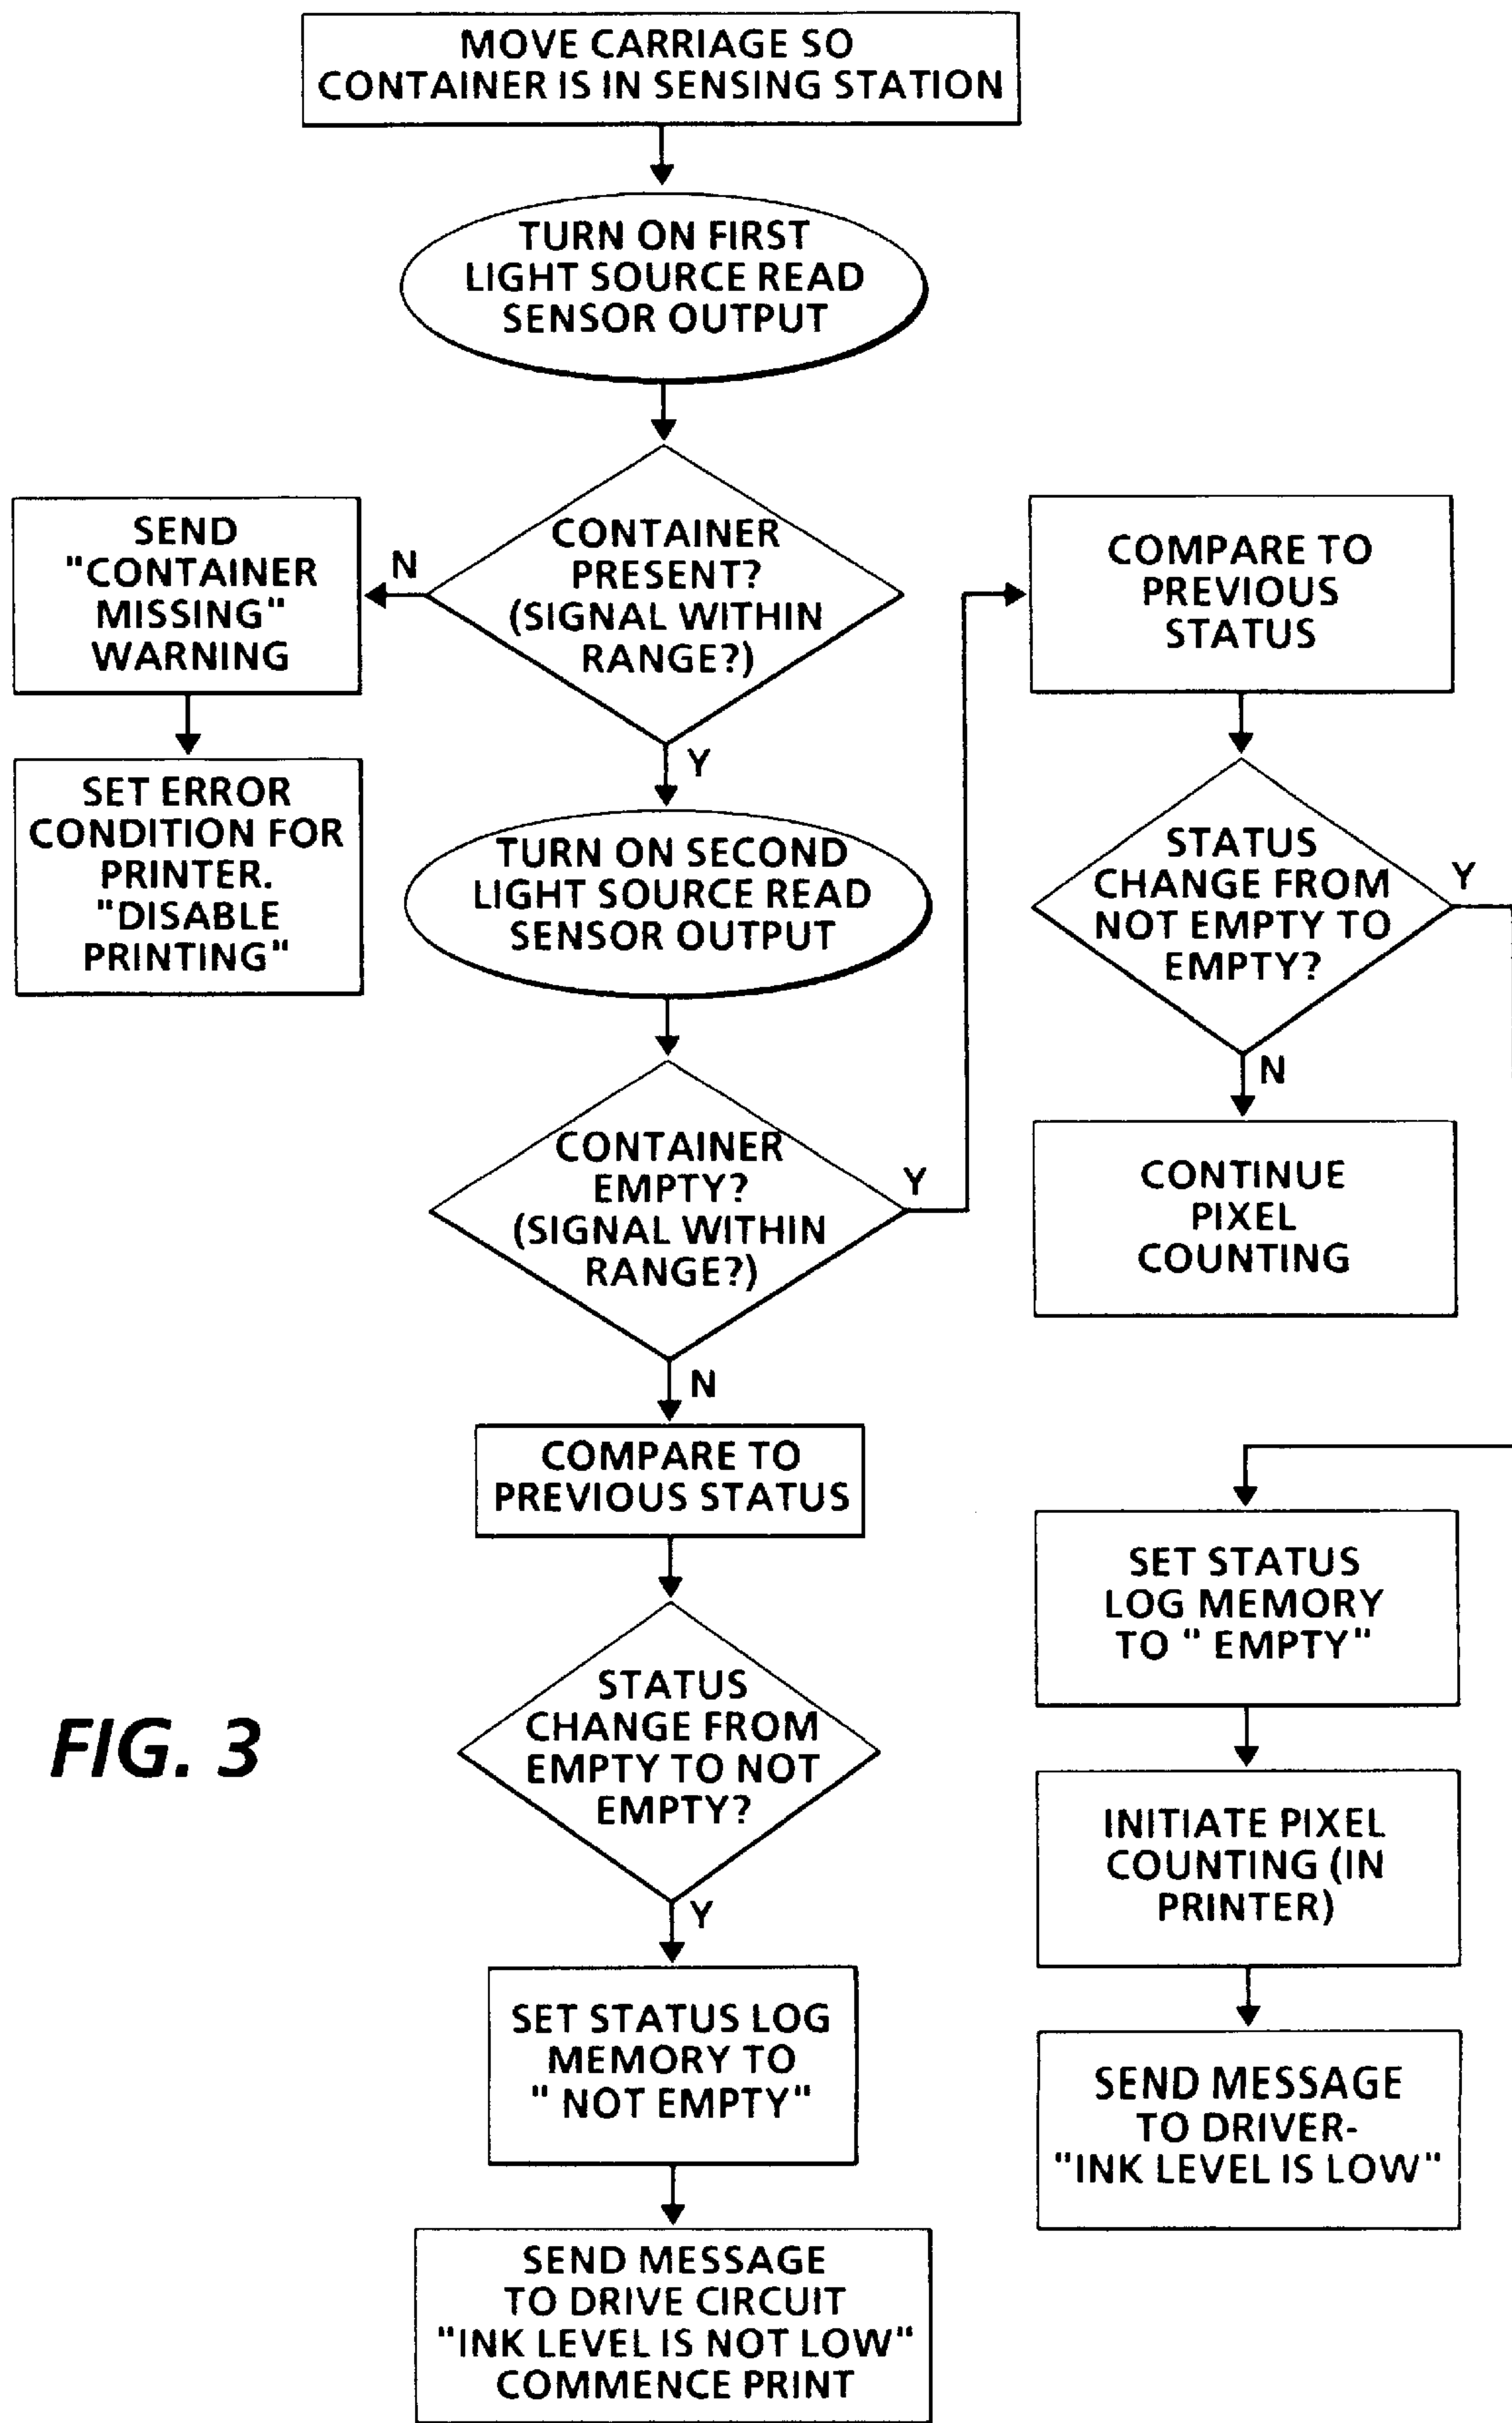 MOVE CARRIAGE SO
CONTAINER IS IN SENSING STATION
TURN ON FIRST
LIGHT SOURCE READ
SENSOR OUTPUT
CONTAINER
PRESENT?
(SIGNAL WITHIN
RANGE?)
N
Y
SEND
"CONTAINER
MISSING"
WARNING
SET ERROR
CONDITION FOR
PRINTER.
"DISABLE
PRINTING"
TURN ON SECOND
LIGHT SOURCE READ
SENSOR OUTPUT
CONTAINER
EMPTY?
(SIGNAL WITHIN
RANGE?)
Y
N
COMPARE TO
PREVIOUS
STATUS
STATUS
CHANGE FROM
NOT EMPTY TO
EMPTY?
Y
N
CONTINUE
PIXEL
COUNTING
COMPARE TO
PREVIOUS STATUS
STATUS
CHANGE FROM
EMPTY TO NOT
EMPTY?
Y
SET STATUS LOG
MEMORY TO
" NOT EMPTY"
SEND MESSAGE
TO DRIVE CIRCUIT
"INK LEVEL IS NOT LOW"
COMMENCE PRINT
SET STATUS
LOG MEMORY
TO " EMPTY"
INITIATE PIXEL
COUNTING (IN
PRINTER)
SEND MESSAGE
TO DRIVER-
"INK LEVEL IS LOW"
FIG. 3